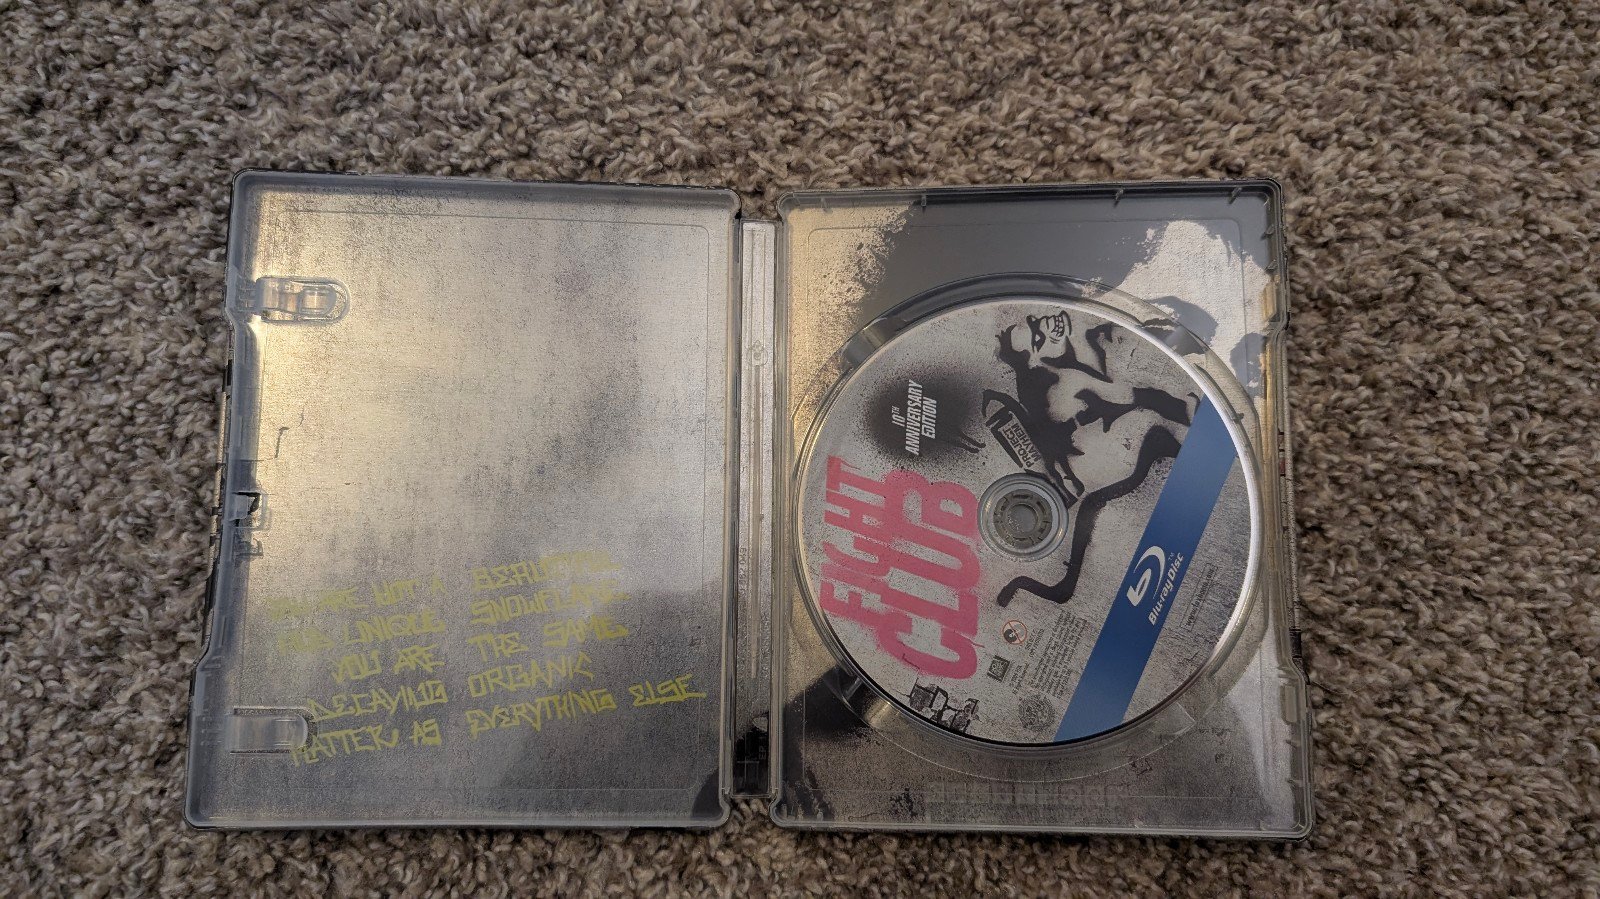 YOU ARE NOT A BEAUTIFUL
AND UNIQUE SNOWFLAKE
YOU ARE THE SAME
DECAYING ORGANIC
MATTER AS EVERYTHING ELSE
10TH
ANNIVERSARY
EDITION
PROJECT
MAYHEM
FIGHT
CLUB
Blu-ray Disc
TM